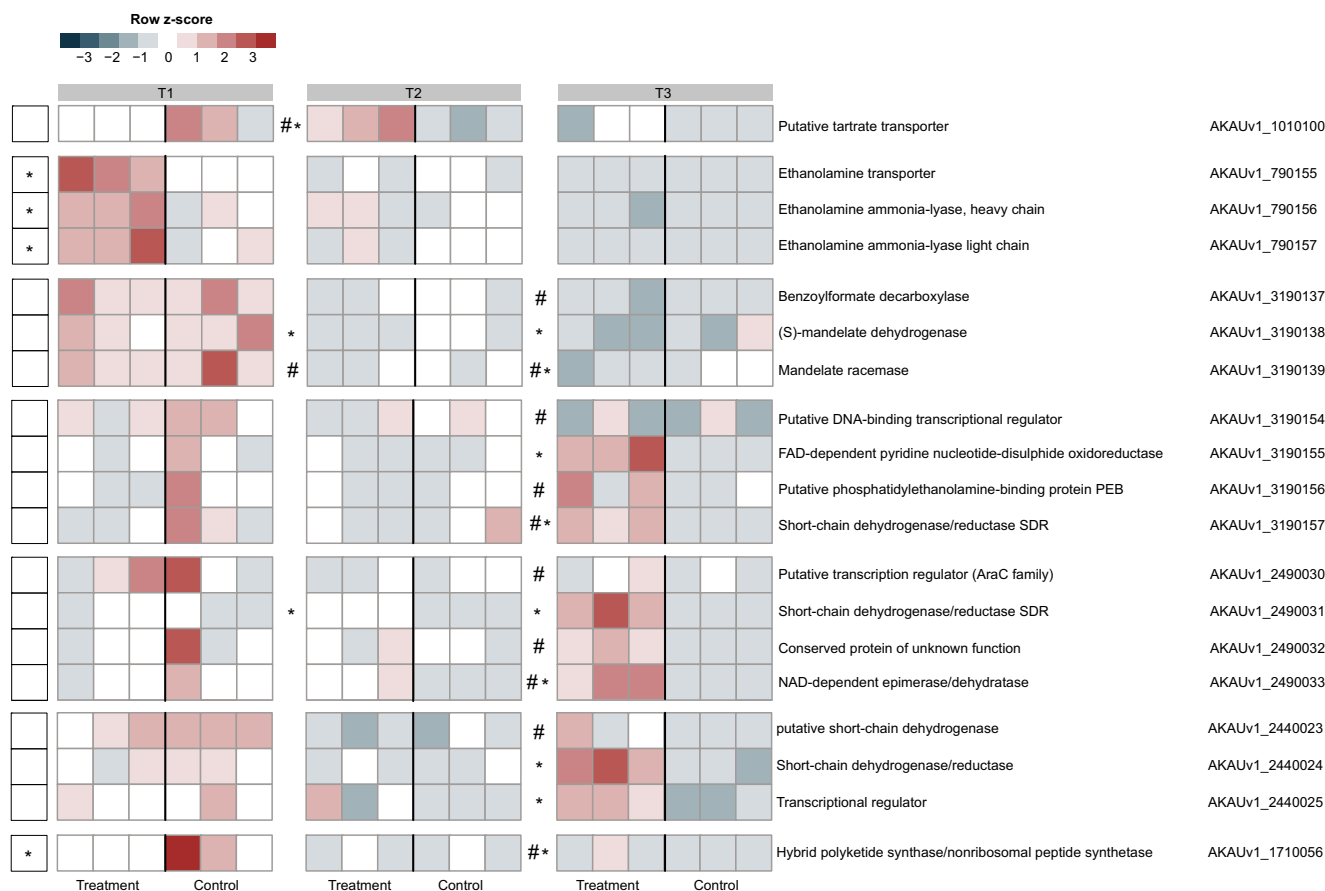 Row z-score
−3 −2 −1 0 1 2 3
T1 T2 T3
#* Putative tartrate transporter AKAUv1_1010100
* Ethanolamine transporter AKAUv1_790155
* Ethanolamine ammonia-lyase, heavy chain AKAUv1_790156
* Ethanolamine ammonia-lyase light chain AKAUv1_790157
# Benzoylformate decarboxylase AKAUv1_3190137
* * (S)-mandelate dehydrogenase AKAUv1_3190138
# #* Mandelate racemase AKAUv1_3190139
# Putative DNA-binding transcriptional regulator AKAUv1_3190154
* FAD-dependent pyridine nucleotide-disulphide oxidoreductase AKAUv1_3190155
# Putative phosphatidylethanolamine-binding protein PEB AKAUv1_3190156
#* Short-chain dehydrogenase/reductase SDR AKAUv1_3190157
# Putative transcription regulator (AraC family) AKAUv1_2490030
* * Short-chain dehydrogenase/reductase SDR AKAUv1_2490031
# Conserved protein of unknown function AKAUv1_2490032
#* NAD-dependent epimerase/dehydratase AKAUv1_2490033
# putative short-chain dehydrogenase AKAUv1_2440023
* Short-chain dehydrogenase/reductase AKAUv1_2440024
* Transcriptional regulator AKAUv1_2440025
* #* Hybrid polyketide synthase/nonribosomal peptide synthetase AKAUv1_1710056
Treatment Control Treatment Control Treatment Control